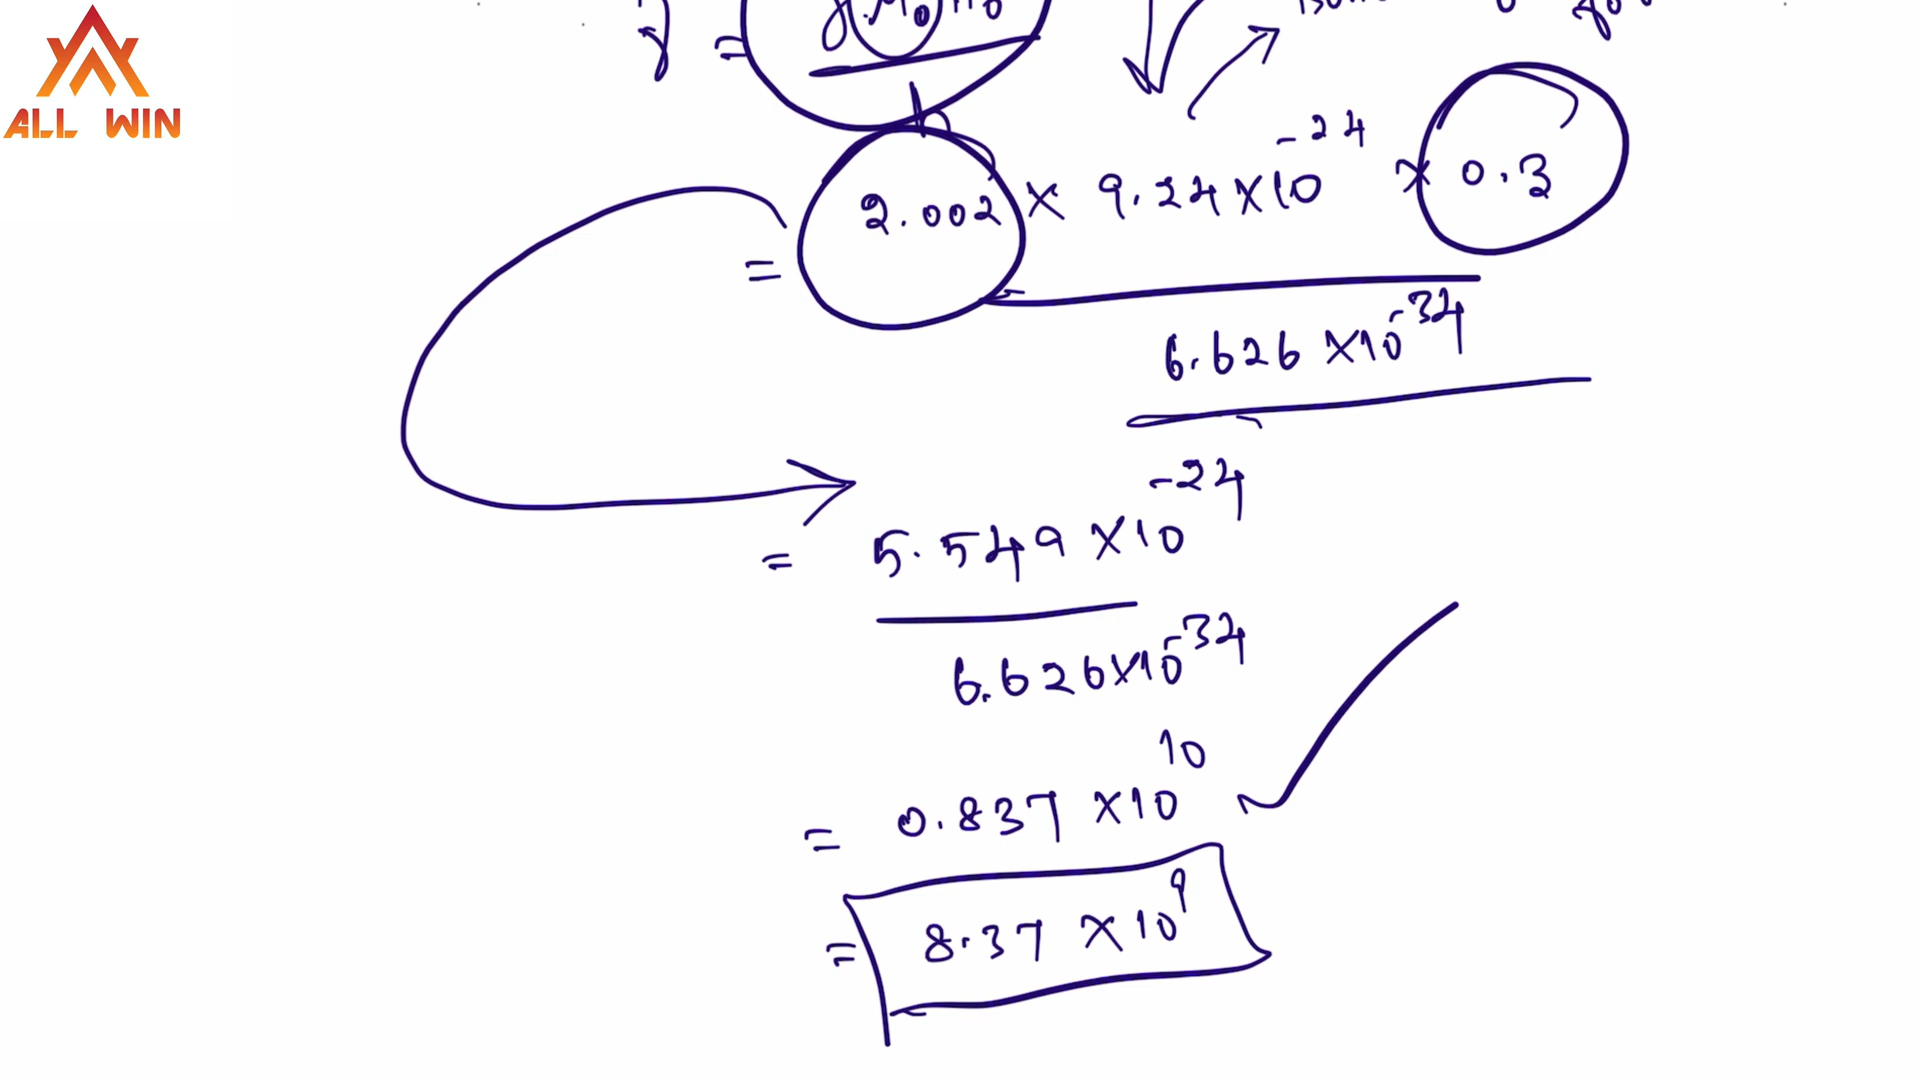 ALL WIN
=
= 2.002 × 9.24 × 10^-24 × 0.3
6.626 × 10^-34
= 5.549 × 10^-24
6.626 × 10^-34
= 0.837 × 10^10
= 8.37 × 10^9